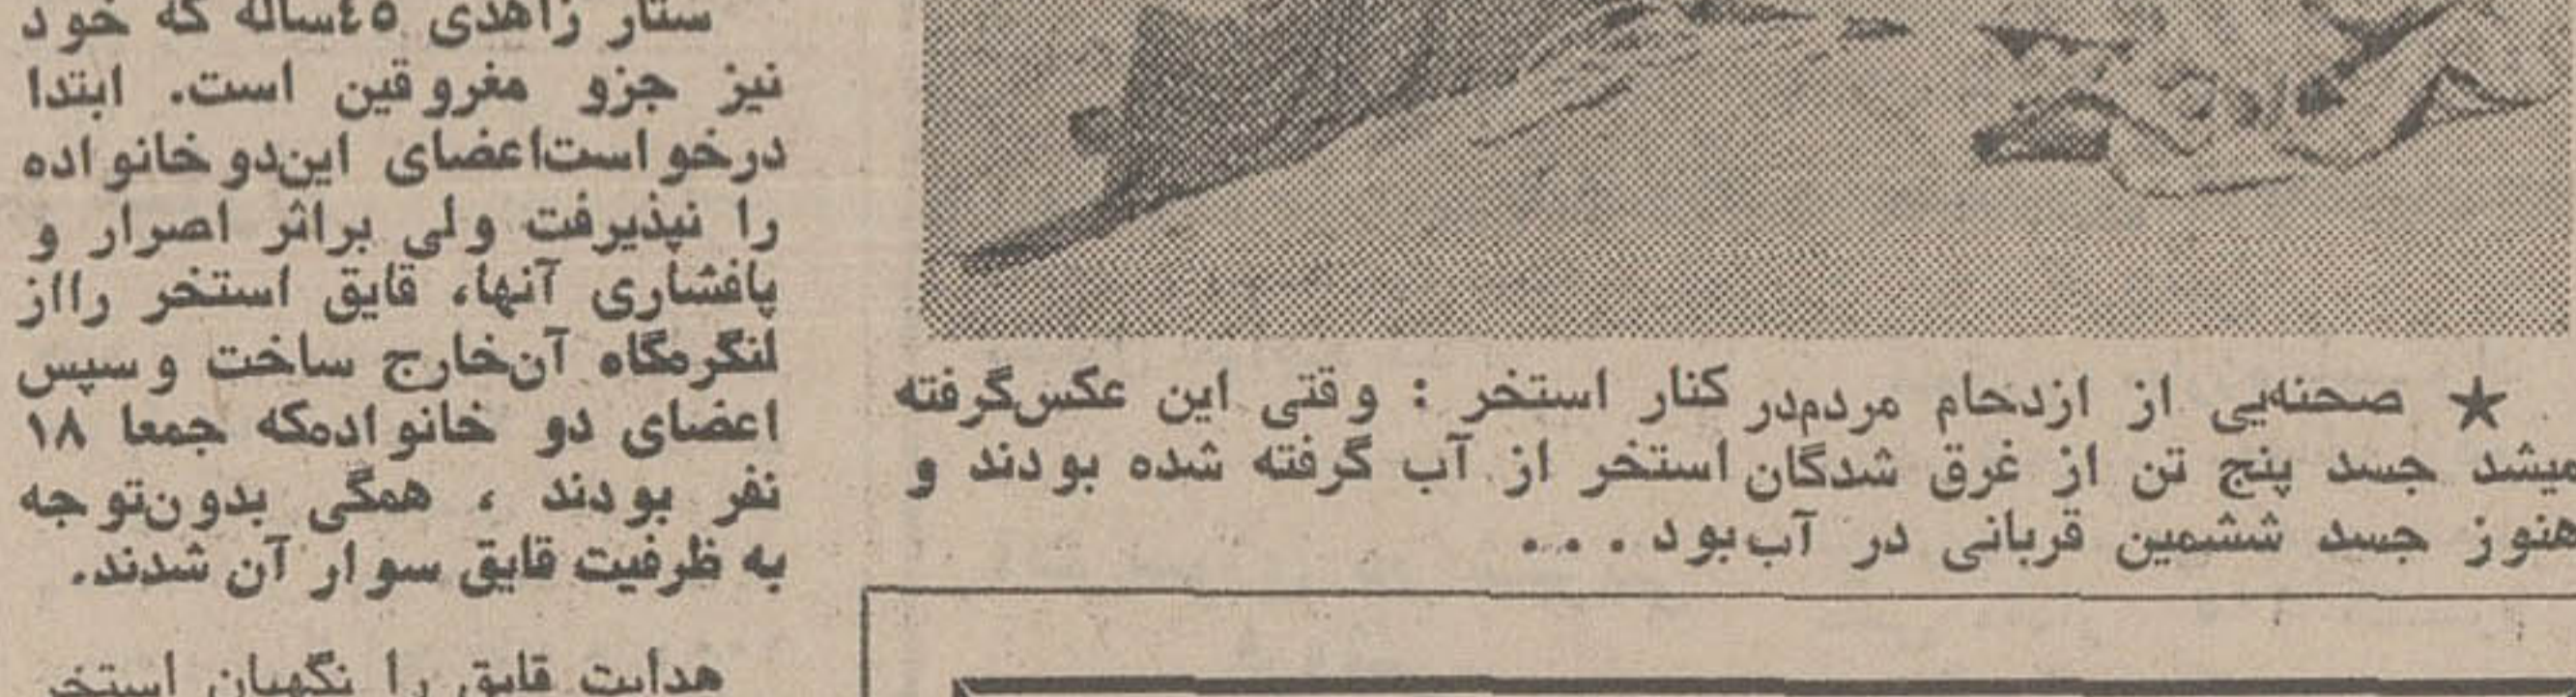 ★ صحنه‌یی از ازدحام مردم‌در کنار استخر : وقتی این عکس‌گرفته
میشد جسد پنج تن از غرق شدگان استخر از آب گرفته شده بودند و
هنوز جسد ششمین قربانی در آب‌بود . . . .
ستار زاهدی ٤٥ساله که خود
نیز جزو مغروقین است. ابتدا
درخواست‌اعضای این‌دو خانواده
را نپذیرفت ولی براثر اصرار و
پافشاری آنها، قایق استخر رااز
لنگرمگاه آن‌خارج ساخت و سپس
اعضای دو خانواده‌که جمعا ۱۸
نفر بودند ، همگی بدون‌توجه
به ظرفیت قایق سوار آن شدند.
هدایت قایق را نگهبان استخر